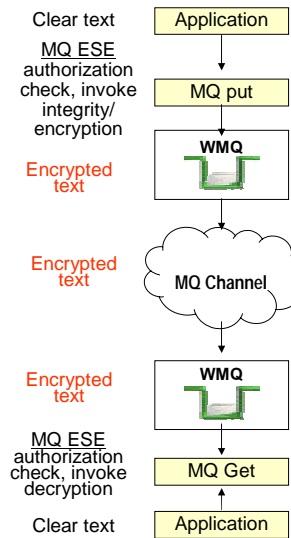 Clear text
Application
MQ ESE
authorization
check, invoke
integrity/
encryption
MQ put
WMQ
Encrypted
text
Encrypted
text
MQ Channel
WMQ
Encrypted
text
MQ ESE
authorization
check, invoke
decryption
MQ Get
Clear text
Application